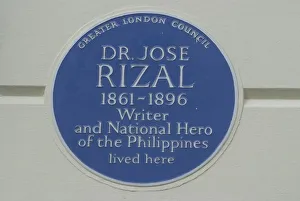 GREATER LONDON COUNCIL
DR. JOSE
RIZAL
1861-1896
Writer
and National Hero
of the Philippines
lived here